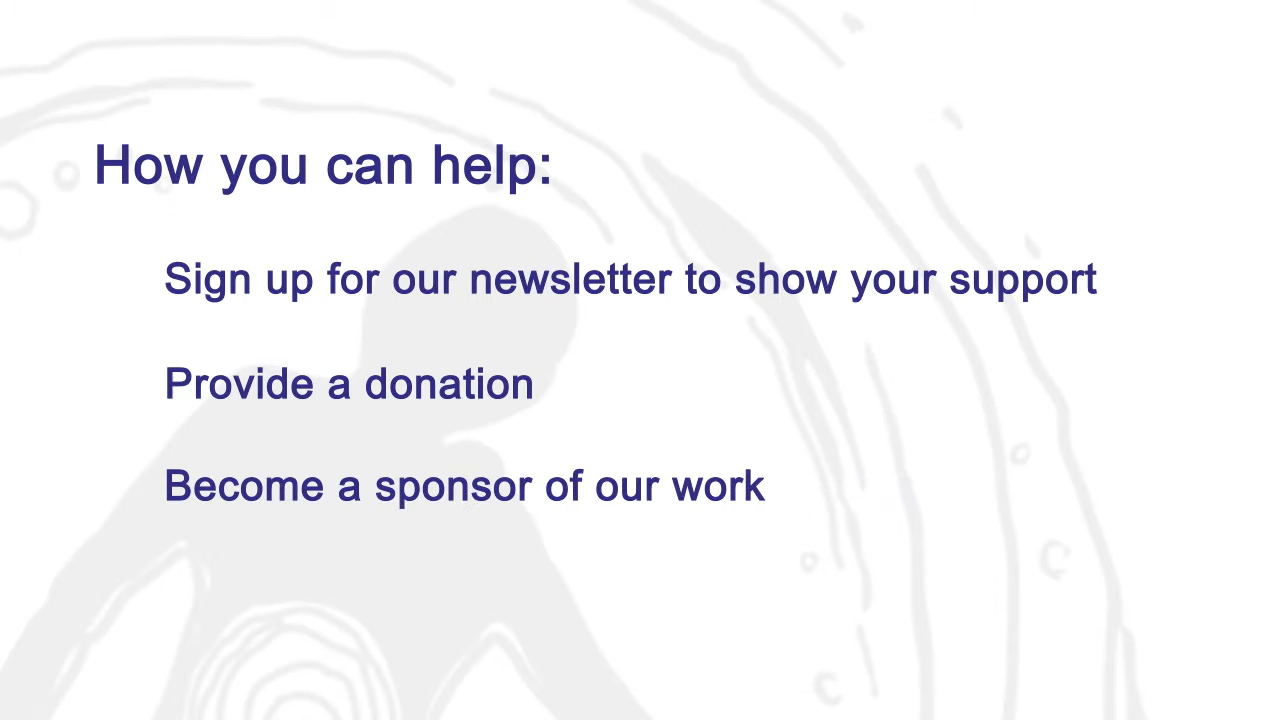 How you can help:
Sign up for our newsletter to show your support
Provide a donation
Become a sponsor of our work